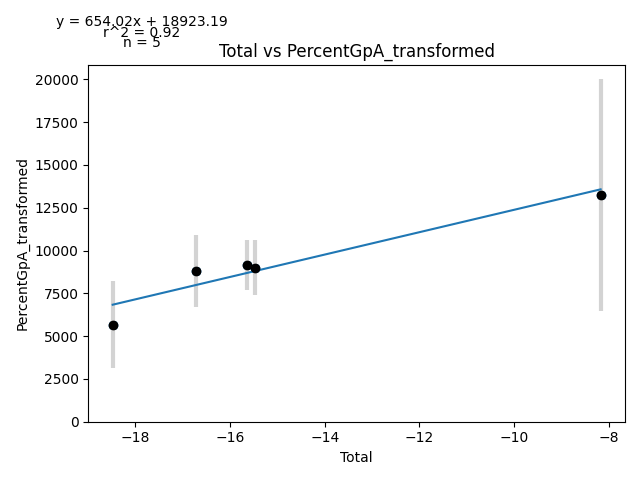 y = 654.02x + 18923.19
r^2 = 0.92
n = 5
Total vs PercentGpA_transformed
PercentGpA_transformed
20000
17500
15000
12500
10000
7500
5000
2500
0
−18
−16
−14
−12
−10
−8
Total